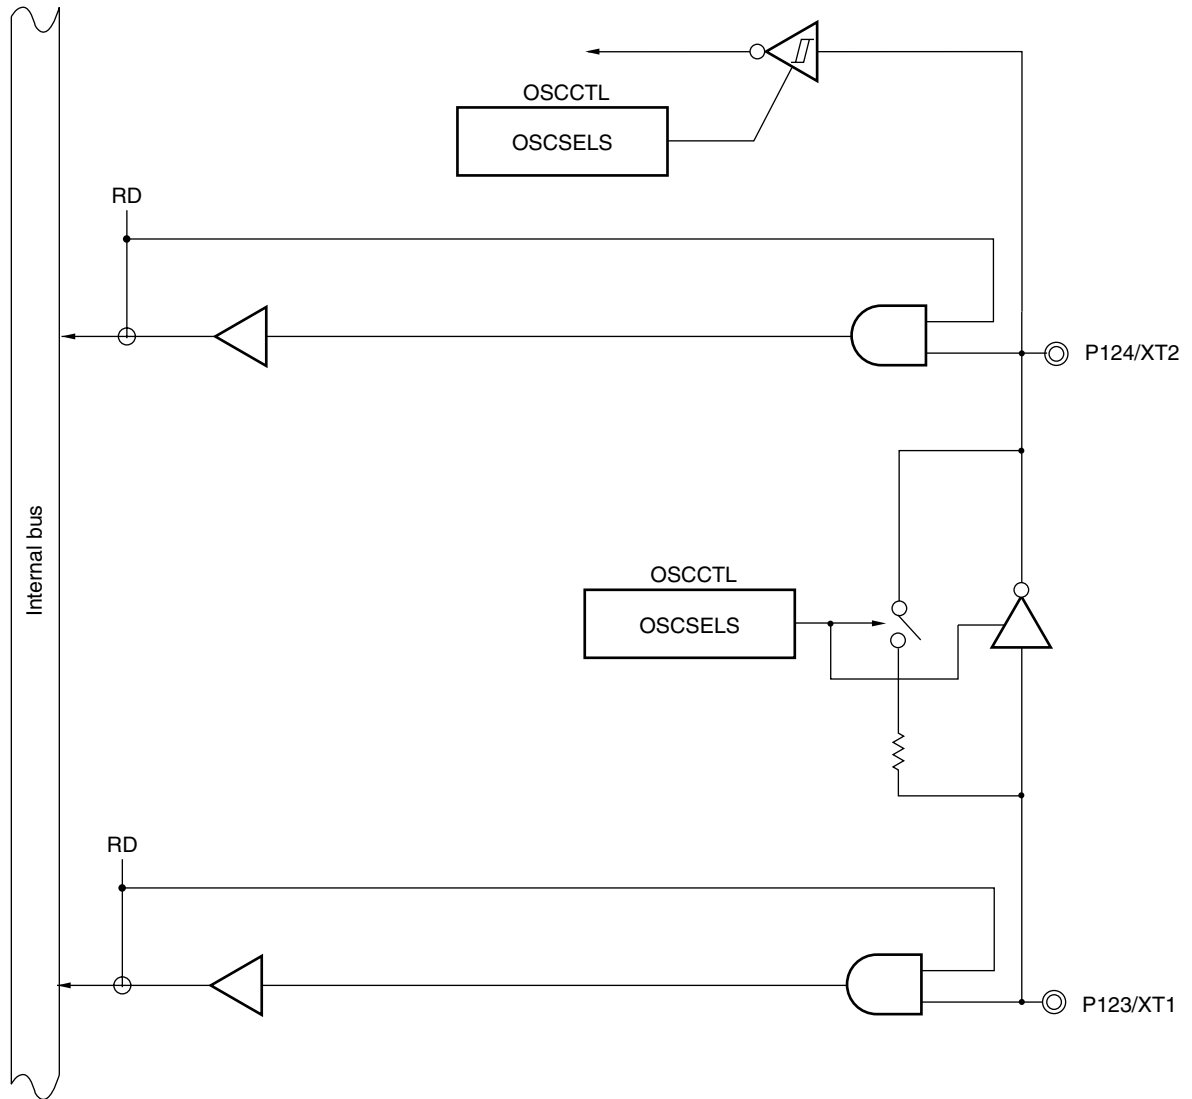 OSCCTL
OSCSELS
RD
P124/XT2
Internal bus
OSCCTL
OSCSELS
RD
P123/XT1